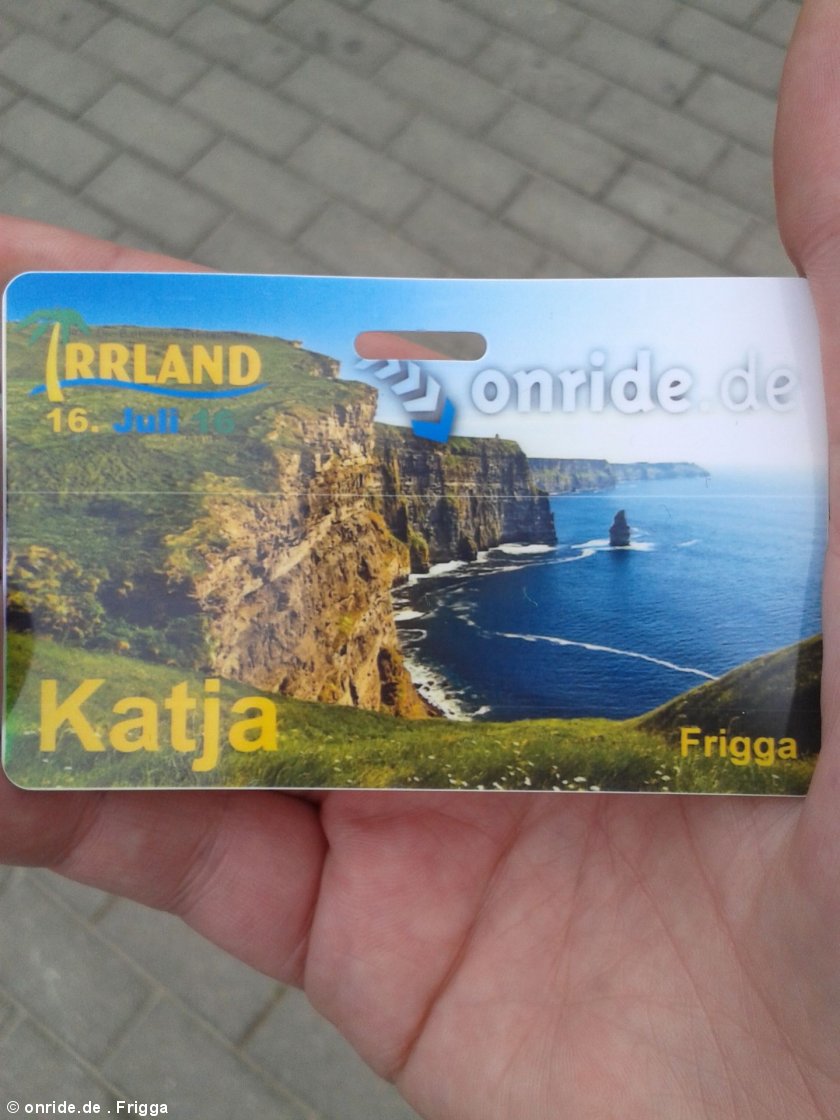 IRRLAND
16. Juli 16
onride.de
Katja
Frigga
© onride.de . Frigga